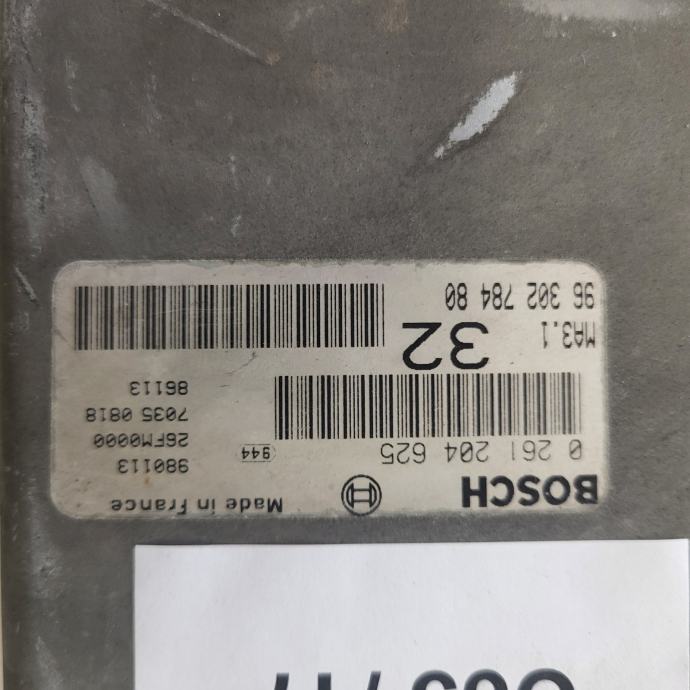 BOSCH
Made in France
0 261 204 625
944
980113
26FM0000
7035 0818
86113
MA3.1
32
96 302 784 80